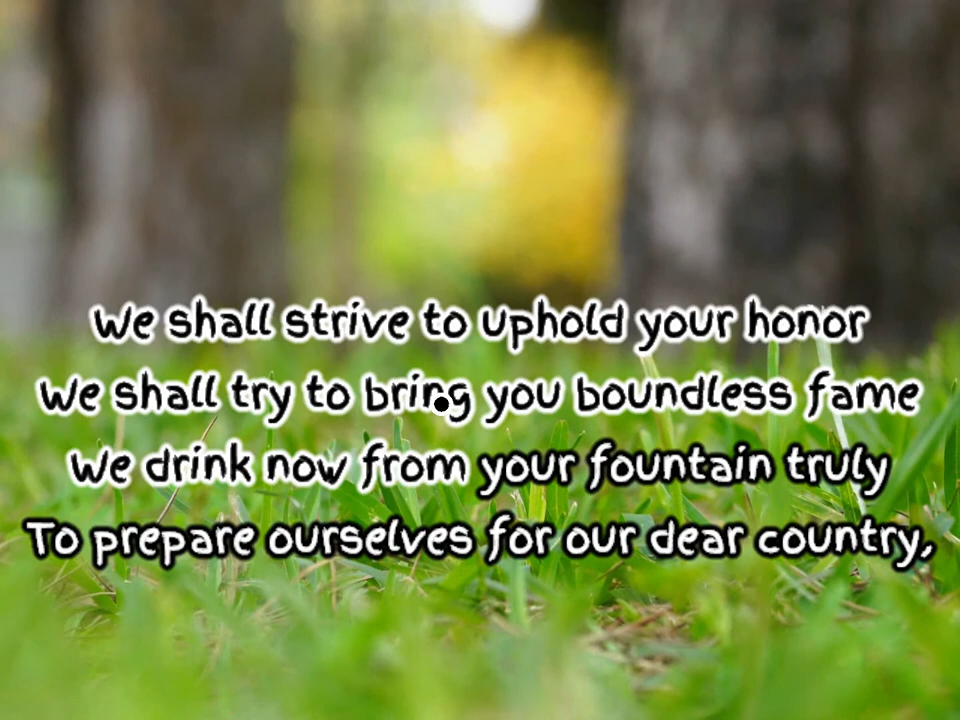 We shall strive to uphold your honor
We shall try to bring you boundless fame
We drink now from your fountain truly
To prepare ourselves for our dear country,